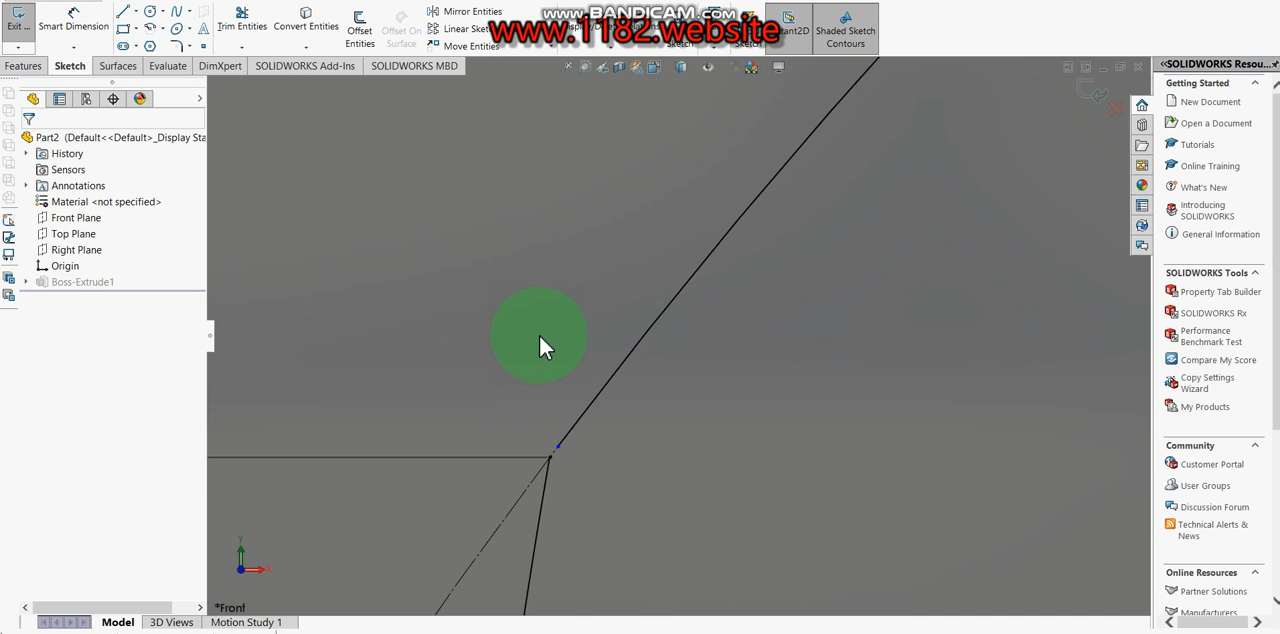 www.BANDICAM.com
www.1182.website
Exit ...
Smart Dimension
Trim Entities
Convert Entities
Offset
Entities
Offset On
Surface
Mirror Entities
Linear Sketch
Move Entities
Sketch
Sketch
Instant2D
Shaded Sketch
Contours
Features
Sketch
Surfaces
Evaluate
DimXpert
SOLIDWORKS Add-Ins
SOLIDWORKS MBD
Part2 (Default<<Default>_Display Sta
History
Sensors
Annotations
Material <not specified>
Front Plane
Top Plane
Right Plane
Origin
Boss-Extrude1
Y
X
*Front
Model
3D Views
Motion Study 1
SOLIDWORKS Resou...
Getting Started
New Document
Open a Document
Tutorials
Online Training
What's New
Introducing
SOLIDWORKS
General Information
SOLIDWORKS Tools
Property Tab Builder
SOLIDWORKS Rx
Performance
Benchmark Test
Compare My Score
Copy Settings
Wizard
My Products
Community
Customer Portal
User Groups
Discussion Forum
Technical Alerts &
News
Online Resources
Partner Solutions
Manufacturers